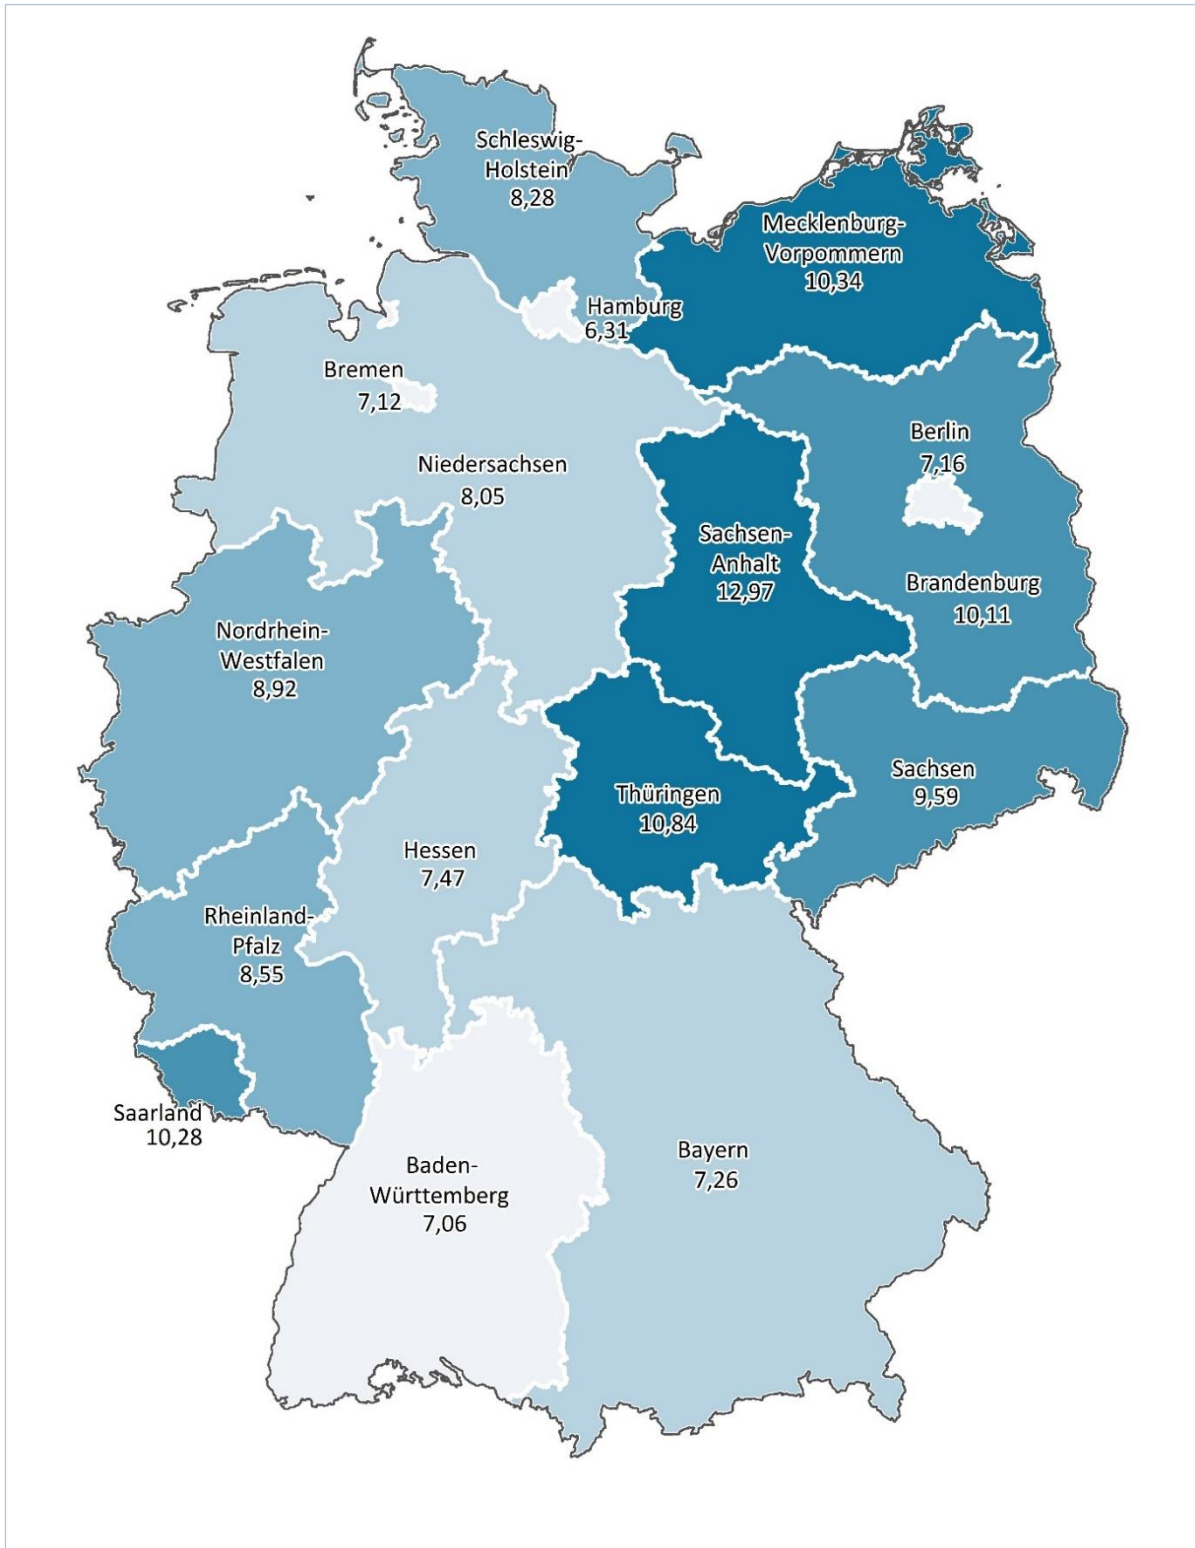 Schleswig-
Holstein
8,28
Mecklenburg-
Vorpommern
10,34
Hamburg
6,31
Bremen
7,12
Berlin
7,16
Niedersachsen
8,05
Sachsen-
Anhalt
12,97
Brandenburg
10,11
Nordrhein-
Westfalen
8,92
Sachsen
9,59
Thüringen
10,84
Hessen
7,47
Rheinland-
Pfalz
8,55
Saarland
10,28
Baden-
Württemberg
7,06
Bayern
7,26